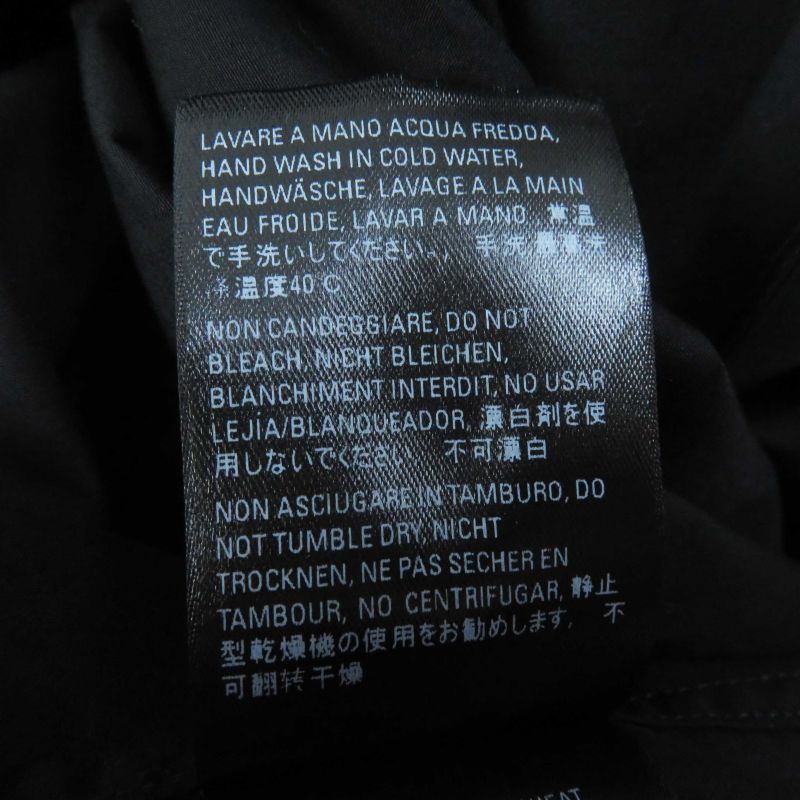 LAVARE A MANO ACQUA FREDDA,
HAND WASH IN COLD WATER,
HANDWÄSCHE, LAVAGE A LA MAIN
EAU FROIDE, LAVAR A MANO, 常温
で手洗いしてください., 手洗最高洗
涤温度40 C
NON CANDEGGIARE, DO NOT
BLEACH, NICHT BLEICHEN,
BLANCHIMENT INTERDIT, NO USAR
LEJÍA/BLANQUEADOR, 漂白剤を使
用しないでください 不可漂白
NON ASCIUGARE IN TAMBURO, DO
NOT TUMBLE DRY, NICHT
TROCKNEN, NE PAS SECHER EN
TAMBOUR, NO CENTRIFUGAR, 静止
型乾燥機の使用をお勧めします, 不
可翻转干燥